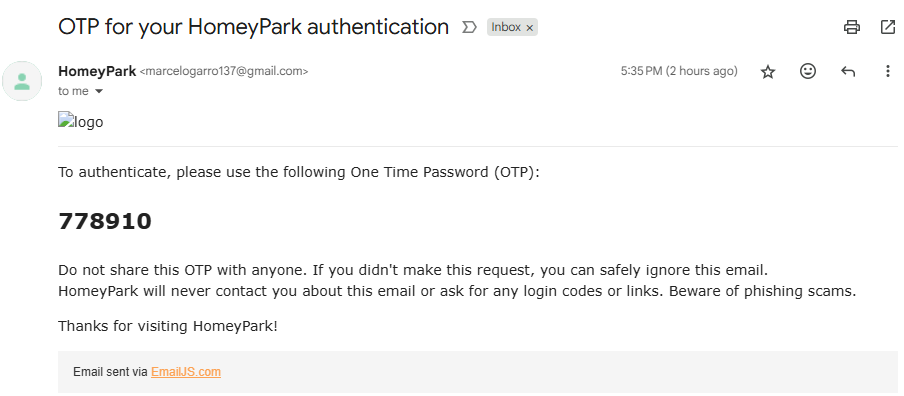 OTP for your HomeyPark authentication Inbox ×
HomeyPark <marcelogarro137@gmail.com> 5:35 PM (2 hours ago)
to me
logo
To authenticate, please use the following One Time Password (OTP):
778910
Do not share this OTP with anyone. If you didn't make this request, you can safely ignore this email.
HomeyPark will never contact you about this email or ask for any login codes or links. Beware of phishing scams.
Thanks for visiting HomeyPark!
Email sent via EmailJS.com